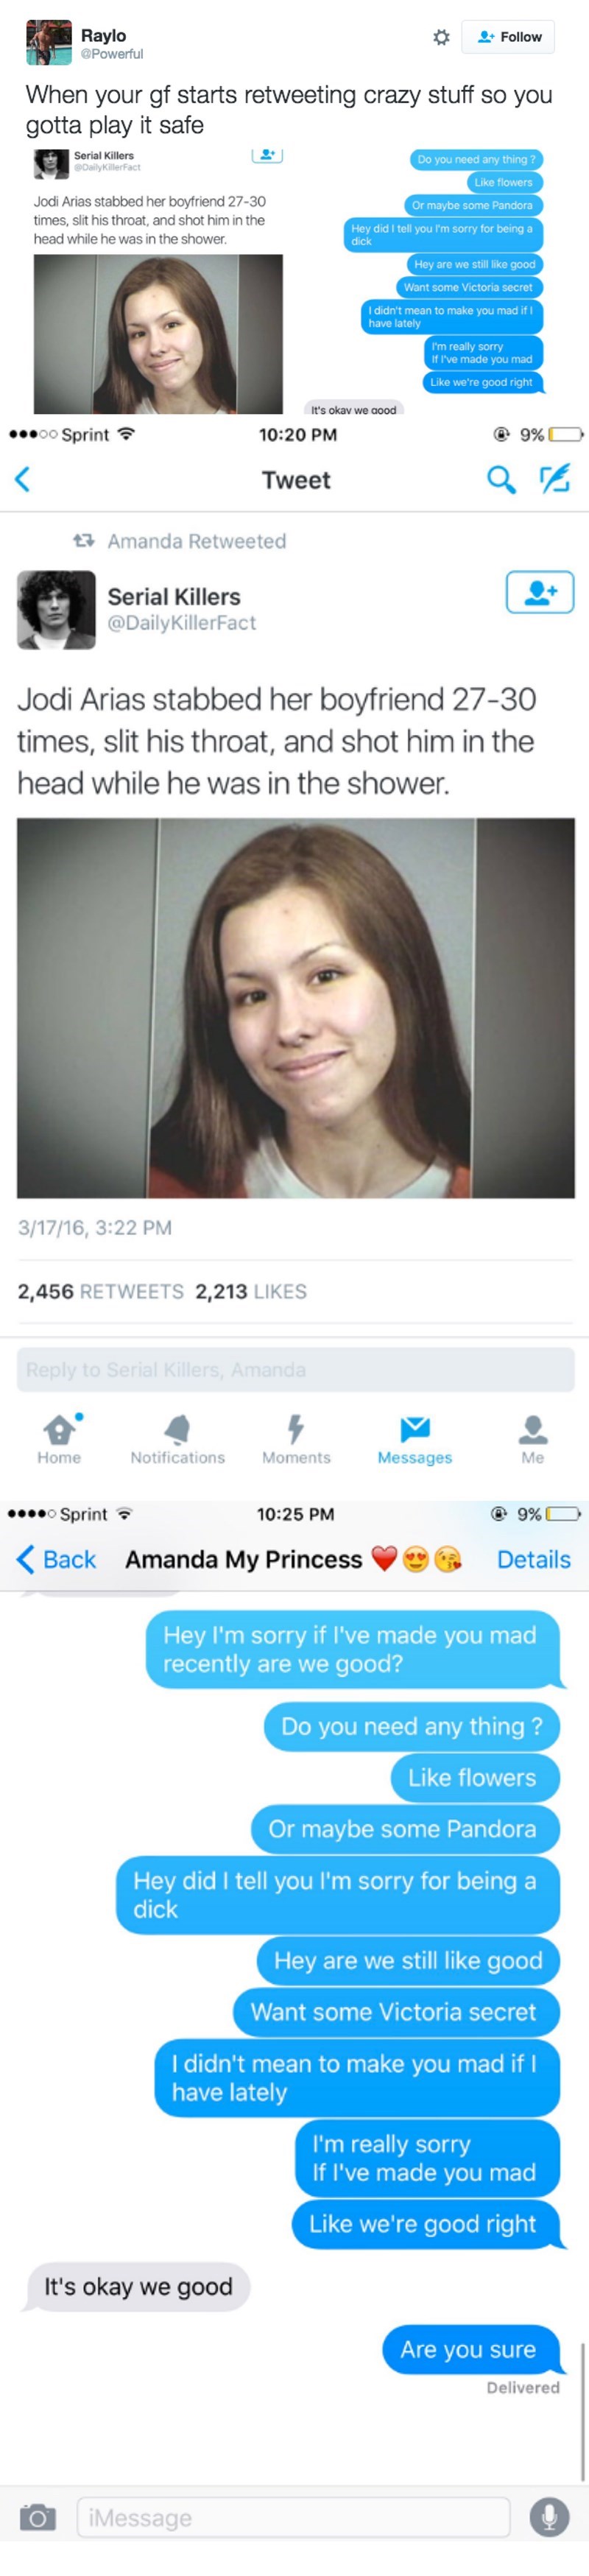 Raylo
@Powerful
Follow
When your gf starts retweeting crazy stuff so you
gotta play it safe
Serial Killers
@DailyKillerFact
Jodi Arias stabbed her boyfriend 27-30
times, slit his throat, and shot him in the
head while he was in the shower.
Do you need any thing ?
Like flowers
Or maybe some Pandora
Hey did I tell you I'm sorry for being a
dick
Hey are we still like good
Want some Victoria secret
I didn't mean to make you mad if I
have lately
I'm really sorry
If I've made you mad
Like we're good right
It's okay we good
Sprint 10:20 PM 9%
Tweet
Amanda Retweeted
Serial Killers
@DailyKillerFact
Jodi Arias stabbed her boyfriend 27-30
times, slit his throat, and shot him in the
head while he was in the shower.
3/17/16, 3:22 PM
2,456 RETWEETS 2,213 LIKES
Reply to Serial Killers, Amanda
Home Notifications Moments Messages Me
Sprint 10:25 PM 9%
Back Amanda My Princess ❤️😍😘 Details
Hey I'm sorry if I've made you mad
recently are we good?
Do you need any thing ?
Like flowers
Or maybe some Pandora
Hey did I tell you I'm sorry for being a
dick
Hey are we still like good
Want some Victoria secret
I didn't mean to make you mad if I
have lately
I'm really sorry
If I've made you mad
Like we're good right
It's okay we good
Are you sure
Delivered
iMessage